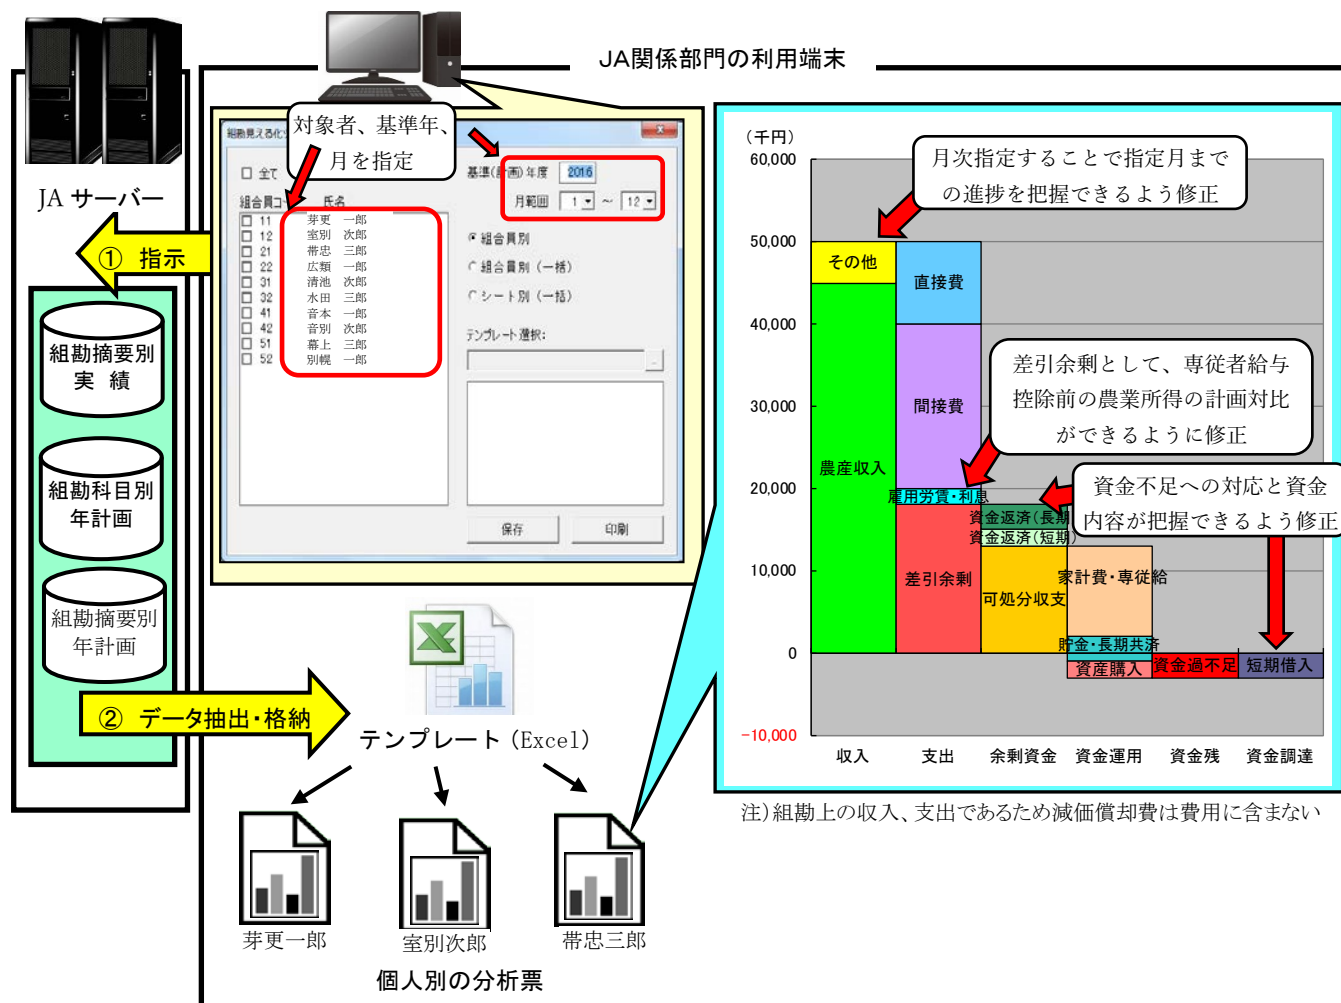 JA関係部門の利用端末
JA サーバー
① 指示
組勘摘要別
実 績
組勘科目別
年計画
組勘摘要別
年計画
② データ抽出・格納
対象者、基準年、
月を指定
組勘見える化
全て
組合員コ
氏名
11 芽更 一郎
12 室別 次郎
21 帯忠 三郎
22 広類 一郎
31 清池 次郎
32 水田 三郎
41 音本 一郎
42 音別 次郎
51 幕上 三郎
52 別幌 一郎
基準(計画)年度 2016
月範囲 1 ～ 12
組合員別
組合員別（一括）
シート別（一括）
テンプレート選択:
...
保存
印刷
テンプレート（Excel）
芽更一郎
室別次郎
帯忠三郎
個人別の分析票
（千円）
60,000
50,000
40,000
30,000
20,000
10,000
0
-10,000
月次指定することで指定月まで
の進捗を把握できるよう修正
差引余剰として、専従者給与
控除前の農業所得の計画対比
ができるように修正
資金不足への対応と資金
内容が把握できるよう修正
その他
農産収入
直接費
間接費
雇用労賃・利息
差引余剰
資金返済（長期
資金返済（短期）
可処分収支
家計費・専従給
貯金・長期共済
資産購入
資金過不足
短期借入
収入
支出
余剰資金
資金運用
資金残
資金調達
注）組勘上の収入、支出であるため減価償却費は費用に含まない